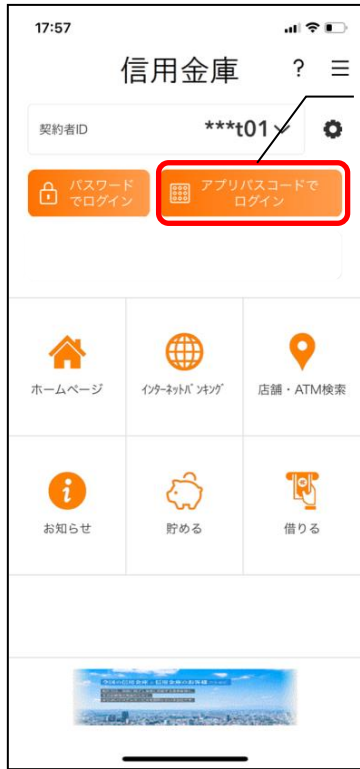 17:57
信用金庫 ? ☰
契約者ID ***t01
パスワード
でログイン
アプリパスコードで
ログイン
ホームページ
インターネットバンキング
店舗・ATM検索
お知らせ
貯める
借りる